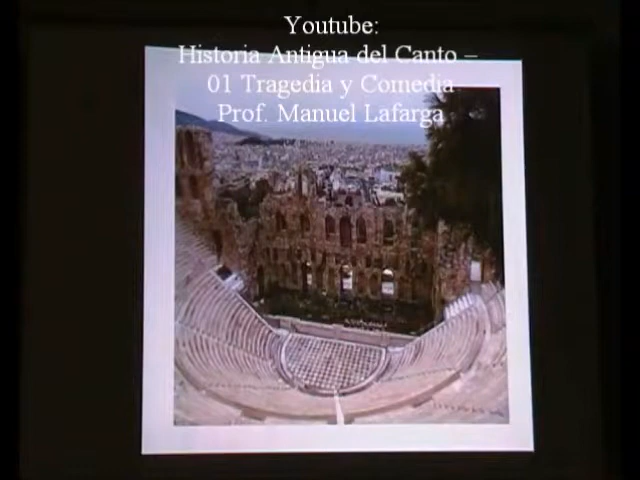 Youtube:
Historia Antigua del Canto –
01 Tragedia y Comedia
Prof. Manuel Lafarga